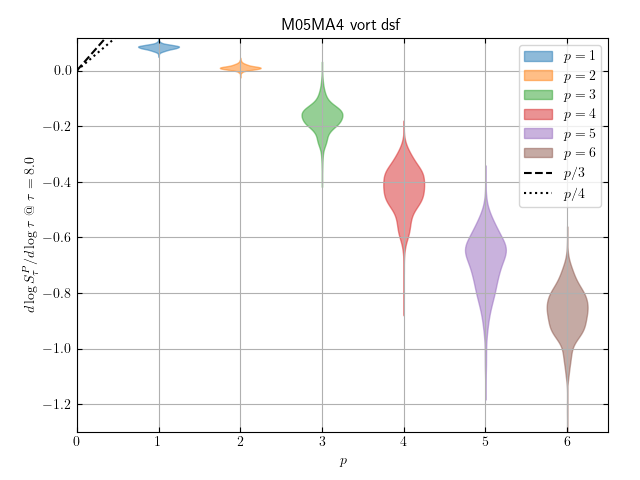 M05MA4 vort dsf
d log S_τ^P / d log τ @ τ = 8.0
0.0
−0.2
−0.4
−0.6
−0.8
−1.0
−1.2
p = 1
p = 2
p = 3
p = 4
p = 5
p = 6
p/3
p/4
0 1 2 3 4 5 6
p